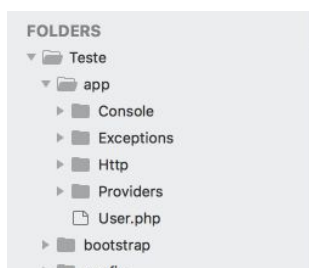 FOLDERS
Teste
app
Console
Exceptions
Http
Providers
User.php
bootstrap